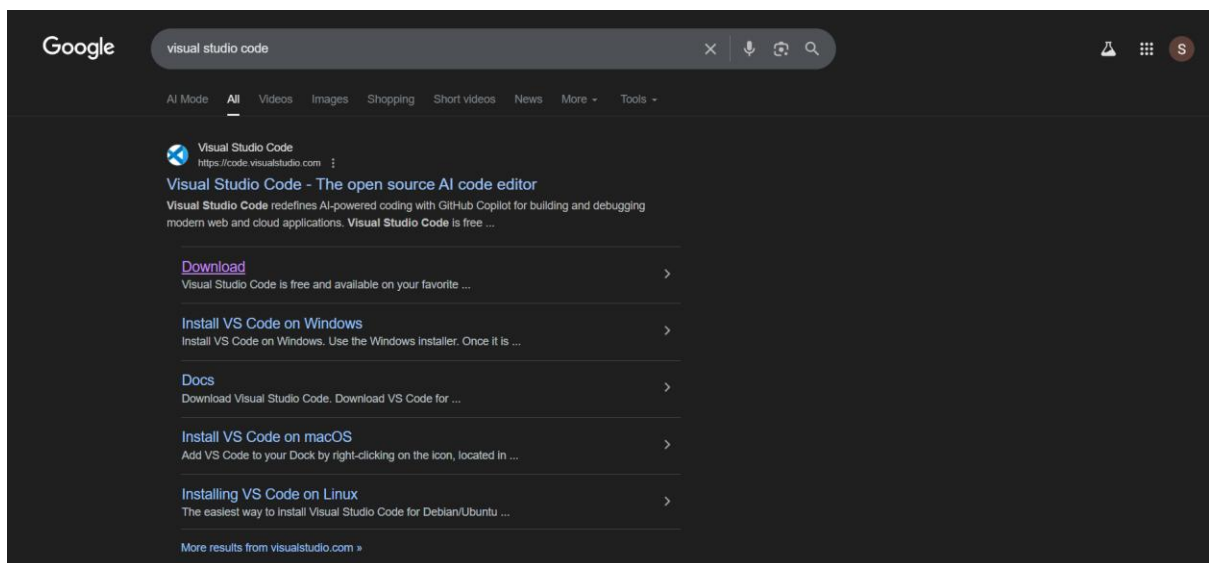 Google
visual studio code
S
AI Mode All Videos Images Shopping Short videos News More Tools
Visual Studio Code
https://code.visualstudio.com
Visual Studio Code - The open source AI code editor
Visual Studio Code redefines AI-powered coding with GitHub Copilot for building and debugging
modern web and cloud applications. Visual Studio Code is free ...
Download
Visual Studio Code is free and available on your favorite ...
Install VS Code on Windows
Install VS Code on Windows. Use the Windows installer. Once it is ...
Docs
Download Visual Studio Code. Download VS Code for ...
Install VS Code on macOS
Add VS Code to your Dock by right-clicking on the icon, located in ...
Installing VS Code on Linux
The easiest way to install Visual Studio Code for Debian/Ubuntu ...
More results from visualstudio.com »